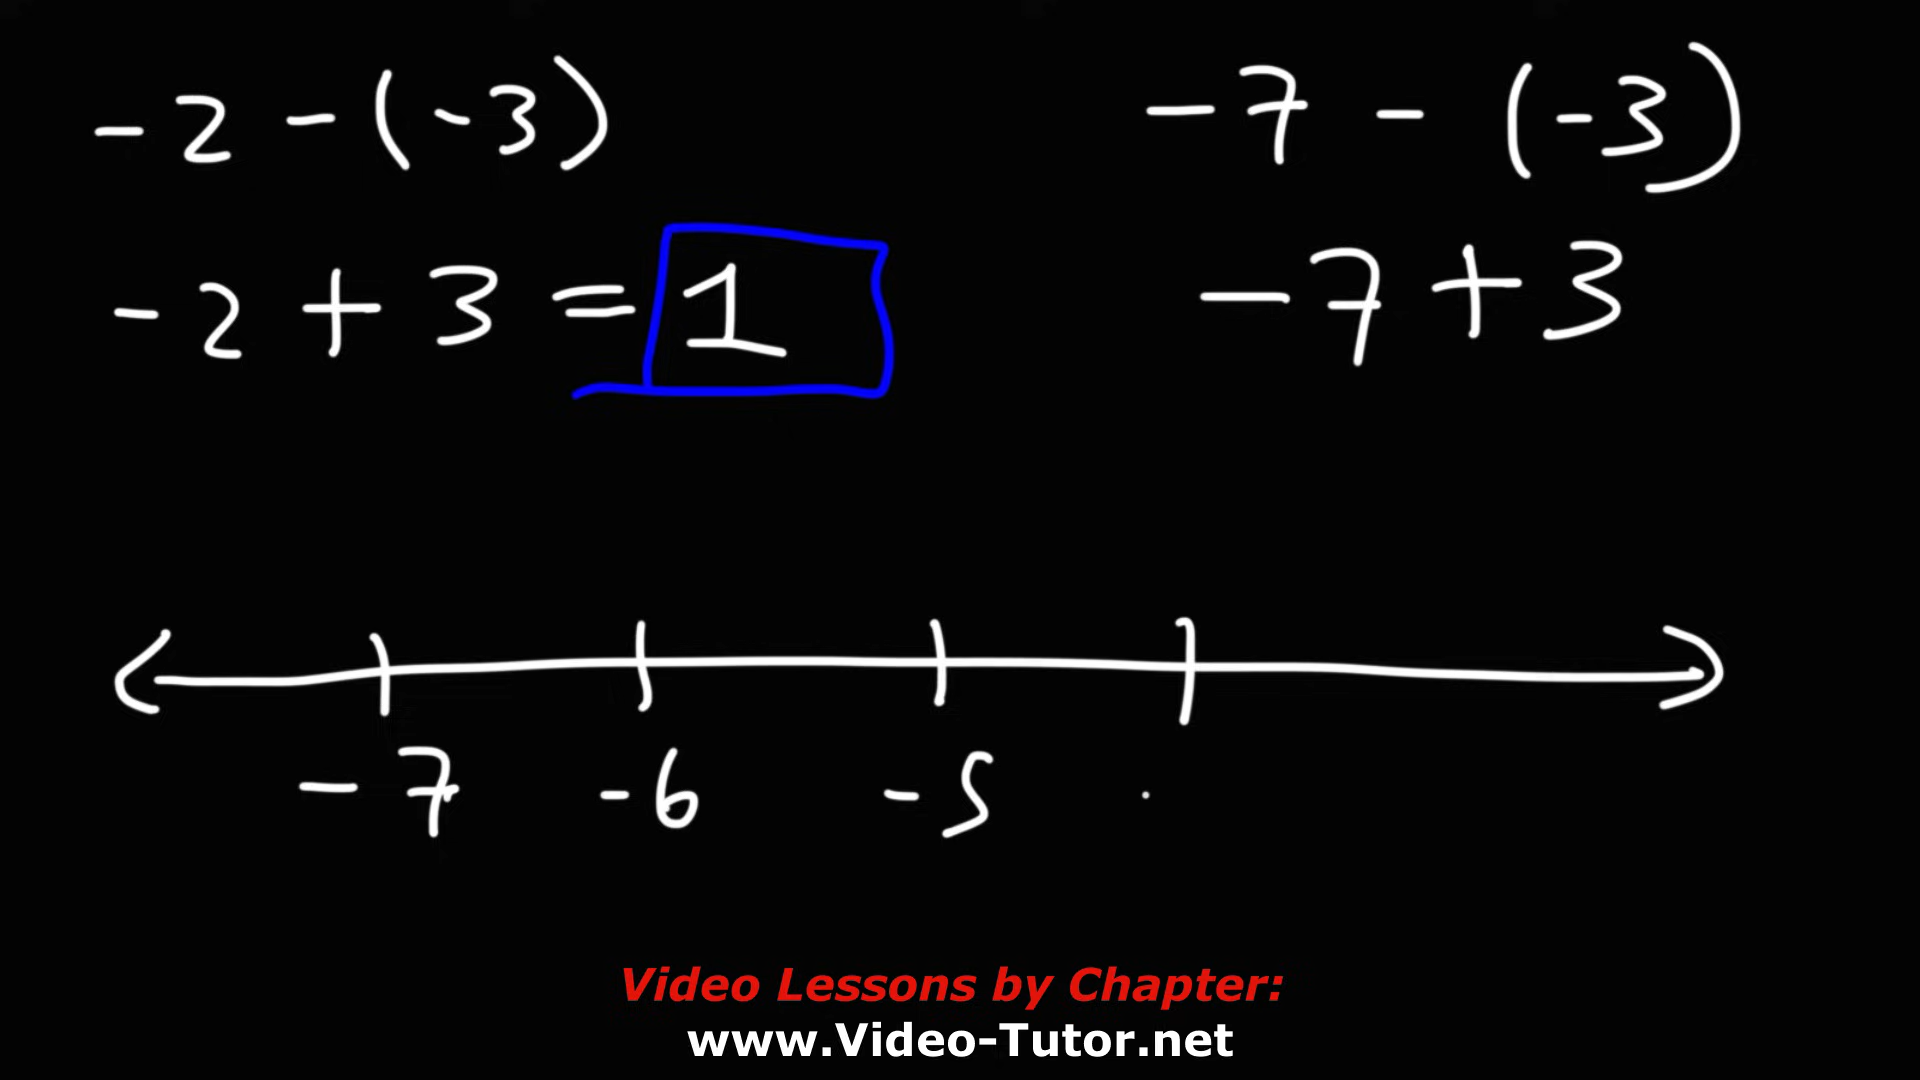 -2 - (-3)
-2 + 3 = 1
-7 - (-3)
-7 + 3
-7 -6 -5
Video Lessons by Chapter:
www.Video-Tutor.net